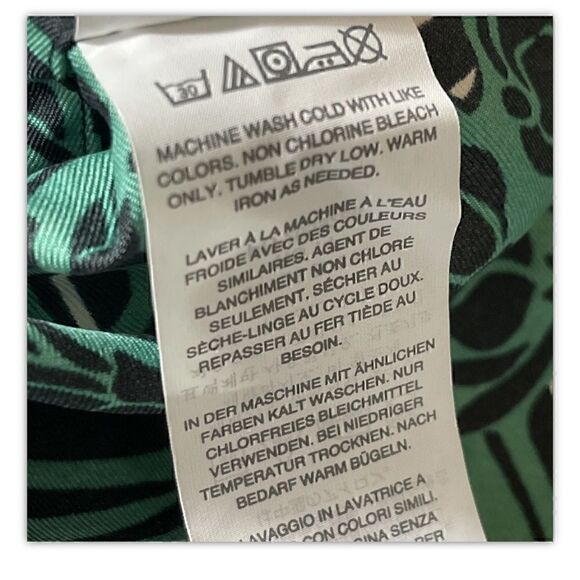 30
MACHINE WASH COLD WITH LIKE
COLORS. NON CHLORINE BLEACH
ONLY. TUMBLE DRY LOW. WARM
IRON AS NEEDED.
LAVER À LA MACHINE À L'EAU
FROIDE AVEC DES COULEURS
SIMILAIRES. AGENT DE
BLANCHIMENT NON CHLORÉ
SEULEMENT. SÉCHER AU
SÈCHE-LINGE AU CYCLE DOUX.
REPASSER AU FER TIÈDE AU
BESOIN.
IN DER MASCHINE MIT ÄHNLICHEN
FARBEN KALT WASCHEN. NUR
CHLORFREIES BLEICHMITTEL
VERWENDEN. BEI NIEDRIGER
TEMPERATUR TROCKNEN. NACH
BEDARF WARM BÜGELN.
LAVAGGIO IN LAVATRICE A
CON COLORI SIMILI.
SENZA